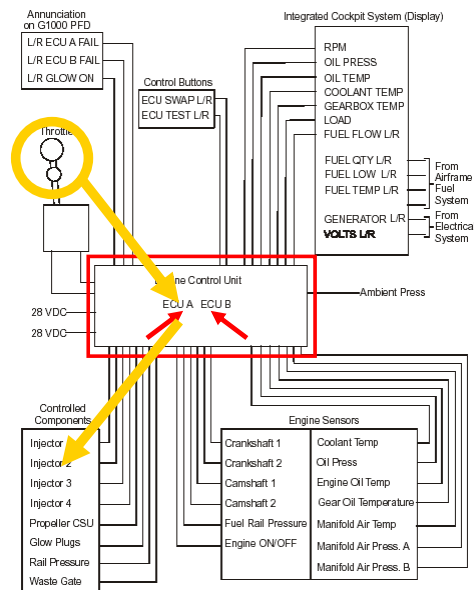 Annunciation
on G1000 PFD
L/R ECU A FAIL
L/R ECU B FAIL
L/R GLOW ON
Control Buttons
ECU SWAP L/R
ECU TEST L/R
Integrated Cockpit System (Display)
RPM
OIL PRESS
OIL TEMP
COOLANT TEMP
GEARBOX TEMP
LOAD
FUEL FLOW L/R
FUEL QTY L/R
FUEL LOW L/R
FUEL TEMP L/R
GENERATOR L/R
VOLTS L/R
From
Airframe
Fuel
System
From
Electrica
System
Throttle
Control Unit
ECU A ECU B
Ambient Press
28 VDC
28 VDC
Controlled
Components
Injector
Injector 2
Injector 3
Injector 4
Propeller CSU
Glow Plugs
Rail Pressure
Waste Gate
Engine Sensors
Crankshaft 1
Crankshaft 2
Camshaft 1
Camshaft 2
Fuel Rail Pressure
Engine ON/OFF
Coolant Temp
Oil Press
Engine Oil Temp
Gear Oil Temperature
Manifold Air Temp
Manifold Air Press. A
Manifold Air Press. B